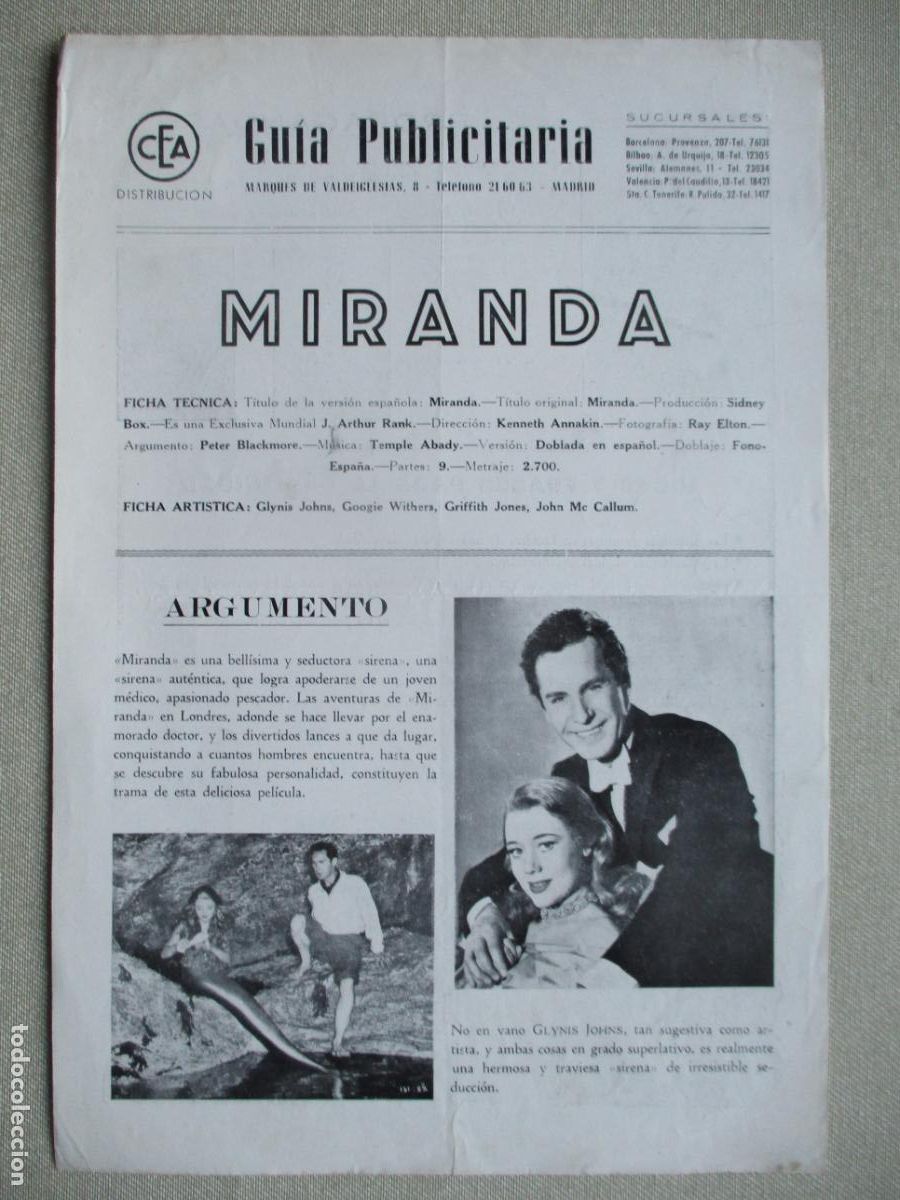 CEA
DISTRIBUCION
Guía Publicitaria
MARQUES DE VALDEIGLESIAS, 8 - Teléfono 21 60 63 - MADRID
SUCURSALES
Barcelona: Provenza, 207-Tel. 76131
Bilbao: A. de Urquijo, 18-Tel. 12305
Sevilla: Alemanes, 11 - Tel. 23034
Valencia: P. del Caudillo, 13-Tel. 18421
Sta. C. Tenerife: R. Pulido, 32-Tel. 1417
MIRANDA
FICHA TECNICA: Título de la versión española: Miranda.—Título original: Miranda.—Producción: Sidney
Box.—Es una Exclusiva Mundial J. Arthur Rank.—Dirección: Kenneth Annakin.—Fotografía: Ray Elton.—
Argumento: Peter Blackmore.—Música: Temple Abady.—Versión: Doblada en español.—Doblaje: Fono-
España.—Partes: 9.—Metraje: 2.700.
FICHA ARTISTICA: Glynis Johns, Googie Withers, Griffith Jones, John Mc Callum.
ARGUMENTO
«Miranda» es una bellísima y seductora «sirena», una
«sirena» auténtica, que logra apoderarse de un joven
médico, apasionado pescador. Las aventuras de «Mi-
randa» en Londres, adonde se hace llevar por el ena-
morado doctor, y los divertidos lances a que da lugar,
conquistando a cuantos hombres encuentra, hasta que
se descubre su fabulosa personalidad, constituyen la
trama de esta deliciosa película.
No en vano GLYNIS JOHNS, tan sugestiva como ar-
tista, y ambas cosas en grado superlativo, es realmente
una hermosa y traviesa «sirena» de irresistible se-
ducción.
todocoleccion